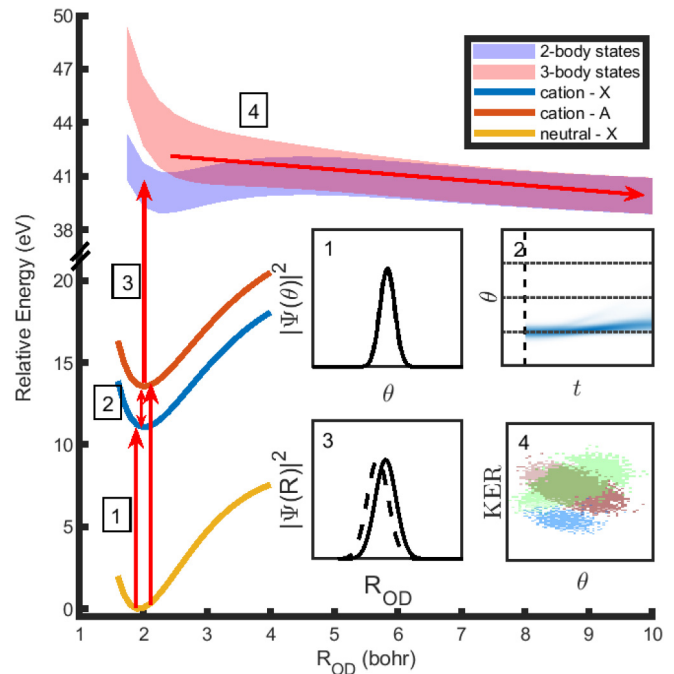 50
47
44
41
38
20
15
10
5
0
Relative Energy (eV)
1
2
3
4
5
6
7
8
9
10
R_OD (bohr)
2-body states
3-body states
cation - X
cation - A
neutral - X
4
3
2
1
1
|Ψ(θ)|²
θ
2
θ
t
3
|Ψ(R)|²
R_OD
4
KER
θ